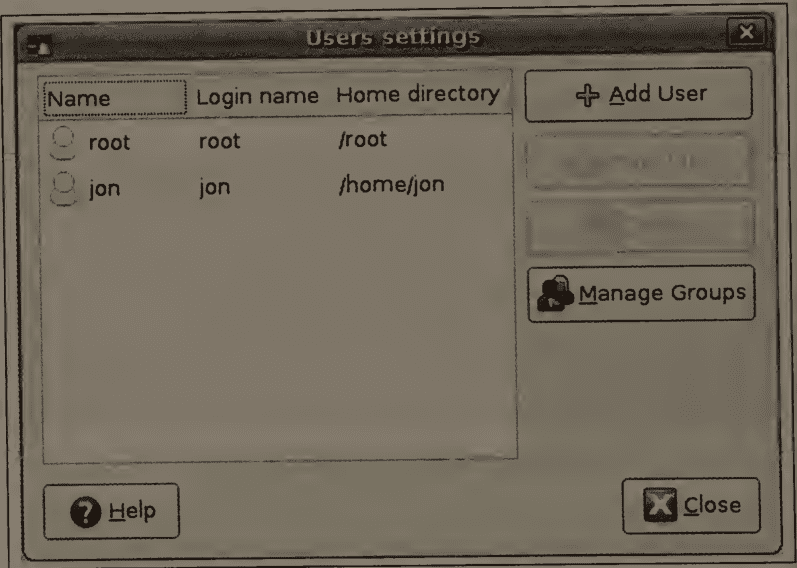 Users settings
Name Login name Home directory
root root /root
jon jon /home/jon
Add User
Manage Groups
Help
Close